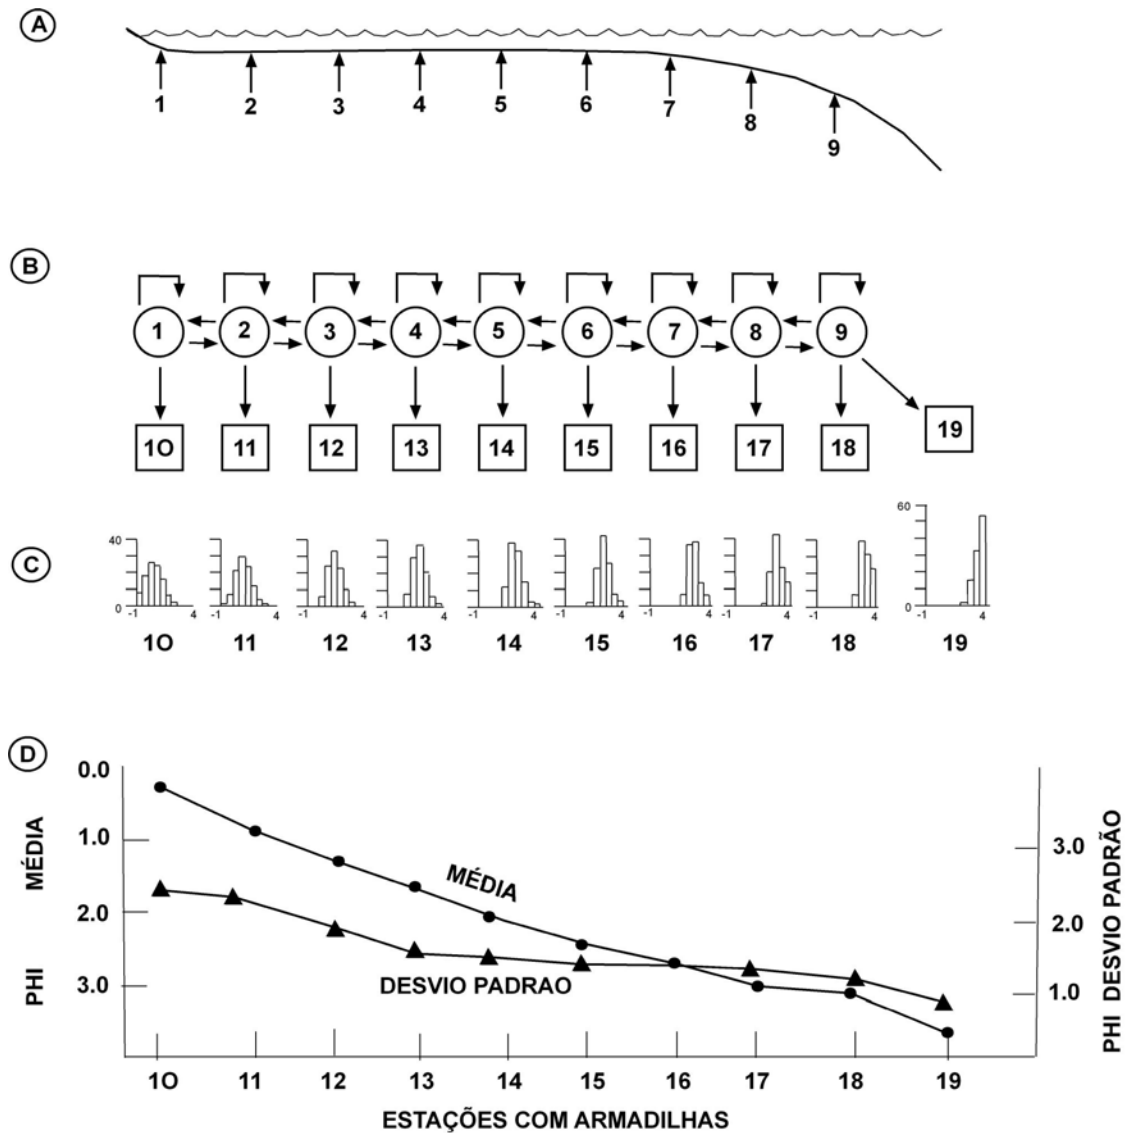 A
1 2 3 4 5 6 7 8 9
B
1 2 3 4 5 6 7 8 9
10 11 12 13 14 15 16 17 18 19
C
40 60
0 0
-1 4 -1 4 -1 4 -1 4 -1 4 -1 4 -1 4 -1 4 -1 4 -1 4
10 11 12 13 14 15 16 17 18 19
D
0.0
1.0
2.0
3.0
PHI MÉDIA
MÉDIA
DESVIO PADRAO
3.0
2.0
1.0
PHI DESVIO PADRÃO
10 11 12 13 14 15 16 17 18 19
ESTAÇÕES COM ARMADILHAS